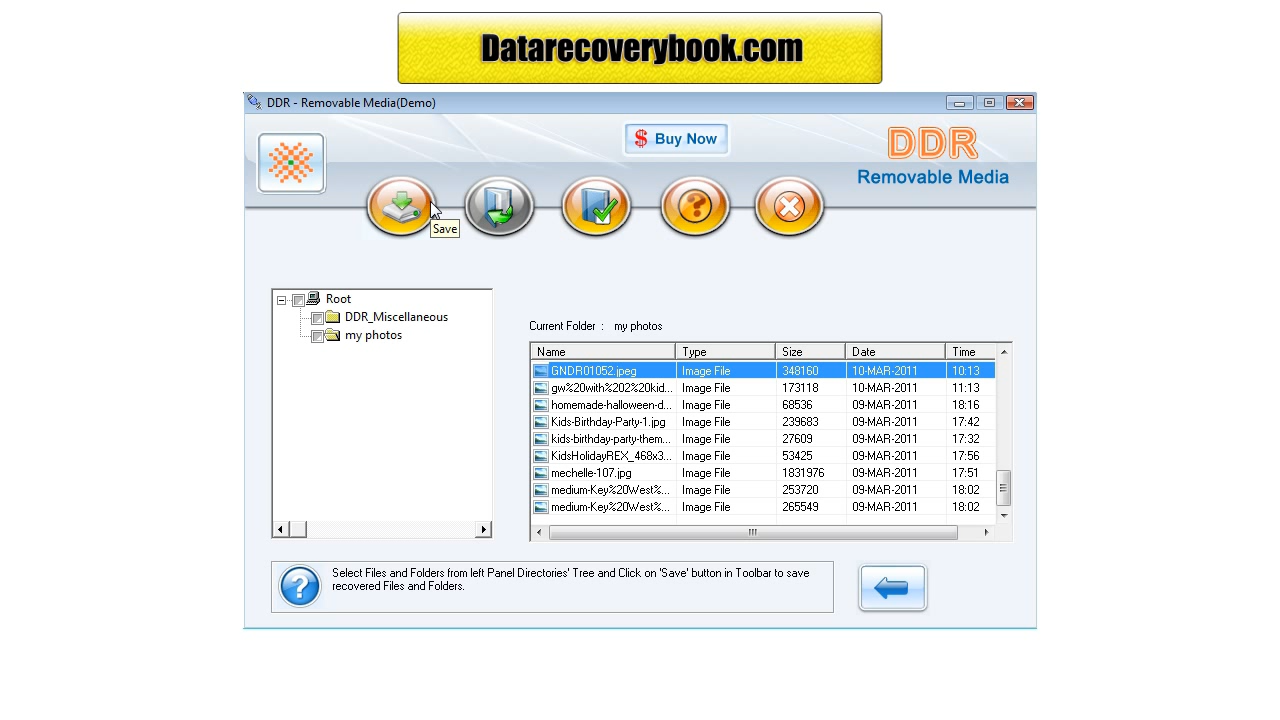 Datarecoverybook.com
DDR - Removable Media(Demo)
$ Buy Now
DDR
Removable Media
Save
Root
DDR_Miscellaneous
my photos
Current Folder : my photos
Name Type Size Date Time
GNDR01052.jpeg Image File 348160 10-MAR-2011 10:13
gw%20with%202%20kid... Image File 173118 10-MAR-2011 11:13
homemade-halloween-d... Image File 68536 09-MAR-2011 18:16
Kids-Birthday-Party-1.jpg Image File 239683 09-MAR-2011 17:42
kids-birthday-party-them... Image File 27609 09-MAR-2011 17:32
KidsHolidayREX_468x3... Image File 53425 09-MAR-2011 17:56
mechelle-107.jpg Image File 1831976 09-MAR-2011 17:51
medium-Key%20West%... Image File 253720 09-MAR-2011 18:02
medium-Key%20West%... Image File 265549 09-MAR-2011 18:02
Select Files and Folders from left Panel Directories' Tree and Click on 'Save' button in Toolbar to save
recovered Files and Folders.